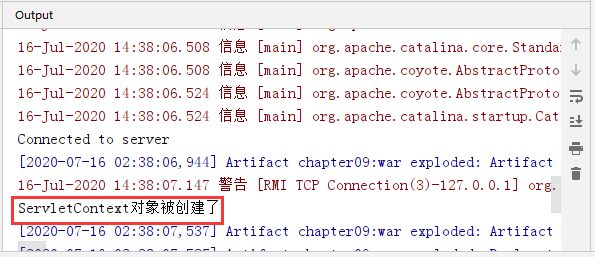 Output
16-Jul-2020 14:38:06.508 信息 [main] org.apache.catalina.core.Standa
16-Jul-2020 14:38:06.508 信息 [main] org.apache.coyote.AbstractProto
16-Jul-2020 14:38:06.524 信息 [main] org.apache.coyote.AbstractProto
16-Jul-2020 14:38:06.524 信息 [main] org.apache.catalina.startup.Cat
Connected to server
[2020-07-16 02:38:06,944] Artifact chapter09:war exploded: Artifact
16-Jul-2020 14:38:07.147 警告 [RMI TCP Connection(3)-127.0.0.1] org.
ServletContext对象被创建了
[2020-07-16 02:38:07,537] Artifact chapter09:war exploded: Artifact